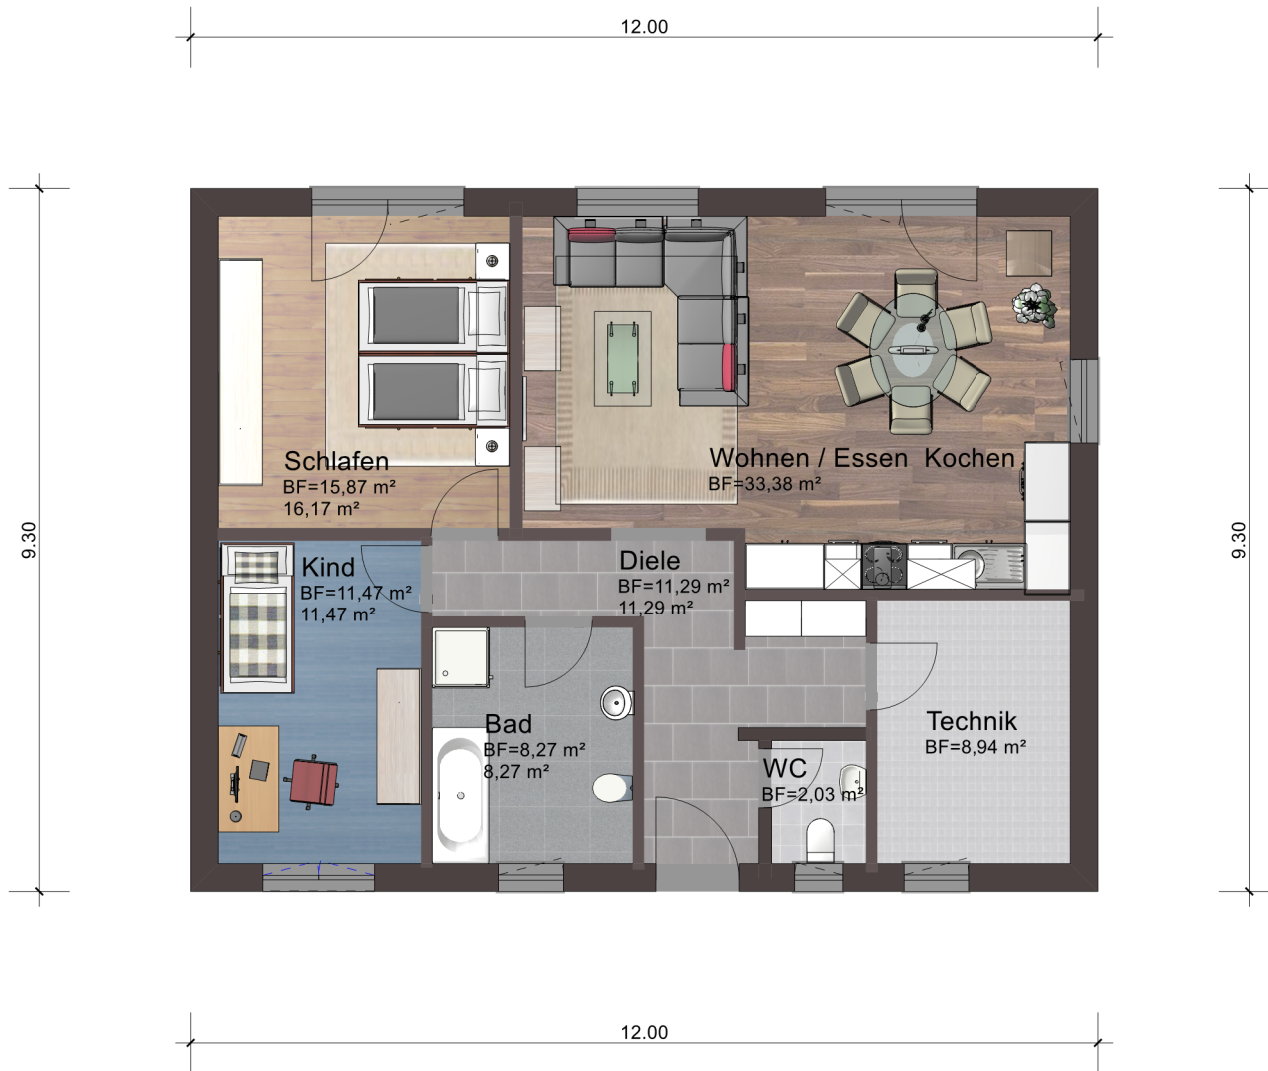 12.00
9.30
9.30
Schlafen
BF=15,87 m²
16,17 m²
Wohnen / Essen Kochen
BF=33,38 m²
Kind
BF=11,47 m²
11,47 m²
Diele
BF=11,29 m²
11,29 m²
Bad
BF=8,27 m²
8,27 m²
WC
BF=2,03 m²
Technik
BF=8,94 m²
12.00